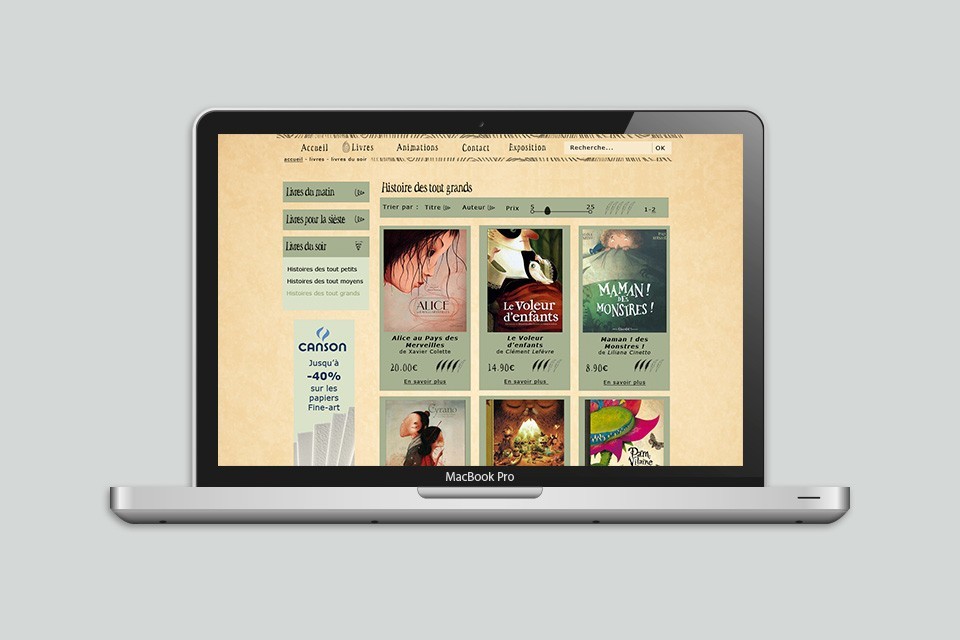 Accueil
Livres
Animations
Contact
Exposition
Recherche...
OK
accueil - livres - livres du soir
Livres du matin
Livres pour la siéste
Livres du soir
Histoires des tout petits
Histoires des tout moyens
Histoires des tout grands
CANSON
Jusqu'à
-40%
sur les
papiers
Fine-art
Histoire des tout grands
Trier par :
Titre
Auteur
Prix
5
25
1-2
ALICE
Alice au Pays des
Merveilles
de Xavier Colette
20.00€
En savoir plus
Le Voleur
d'enfants
Le Voleur
d'enfants
de Clément Lefèvre
14.90€
En savoir plus
MAMAN !
DES
MONSTRES !
Maman ! des
Monstres !
de Liliana Cinetto
8.90€
En savoir plus
Cyrano
Vilaine
MacBook Pro